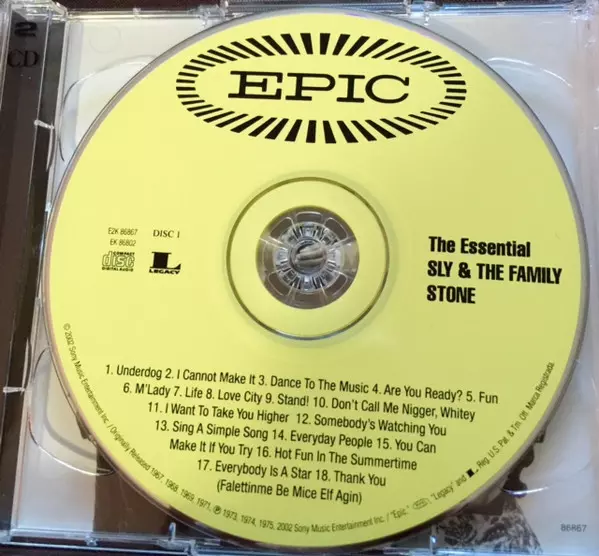 2
CD
EPIC
E2K 86867
EK 86802
DISC 1
COMPACT
disc
DIGITAL AUDIO
L
LEGACY
The Essential
SLY & THE FAMILY
STONE
1. Underdog 2. I Cannot Make It 3. Dance To The Music 4. Are You Ready? 5. Fun
6. M'Lady 7. Life 8. Love City 9. Stand! 10. Don't Call Me Nigger, Whitey
11. I Want To Take You Higher 12. Somebody's Watching You
13. Sing A Simple Song 14. Everyday People 15. You Can
Make It If You Try 16. Hot Fun In The Summertime
17. Everybody Is A Star 18. Thank You
(Falettinme Be Mice Elf Agin)
© 2002 Sony Music Entertainment Inc. / Originally Released 1967, 1968, 1969, 1971, ℗ 1973, 1974, 1975, 2002 Sony Music Entertainment Inc. / "Epic," "Legacy" and L Reg. U.S. Pat. & Tm. Off. Marca Registrada.
86867